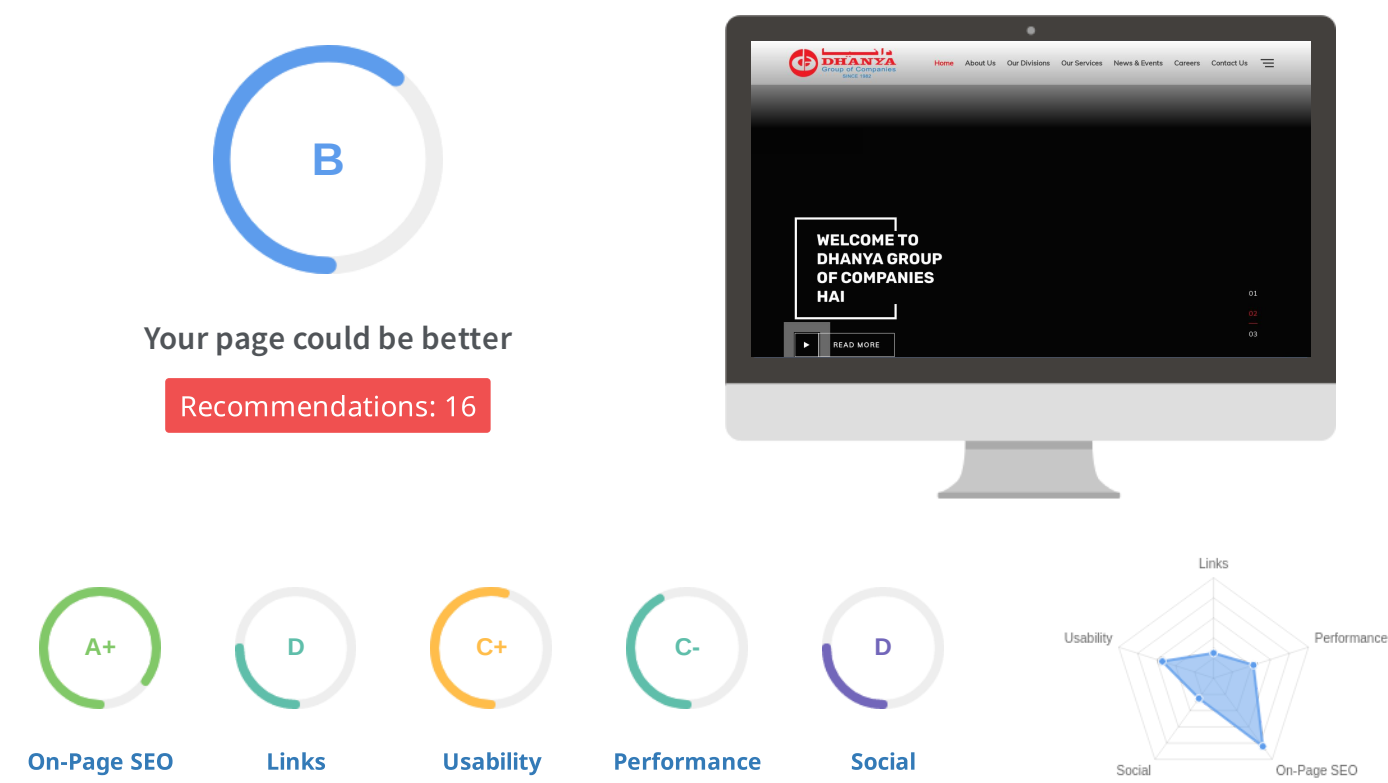 B
Your page could be better
Recommendations: 16
DHANYA
Group of Companies
Home About Us Our Divisions Our Services News & Events Careers Contact Us
WELCOME TO
DHANYA GROUP
OF COMPANIES
HAI
01
02
03
READ MORE
A+
On-Page SEO
D
Links
C+
Usability
C-
Performance
D
Social
Links
Usability
Performance
Social
On-Page SEO